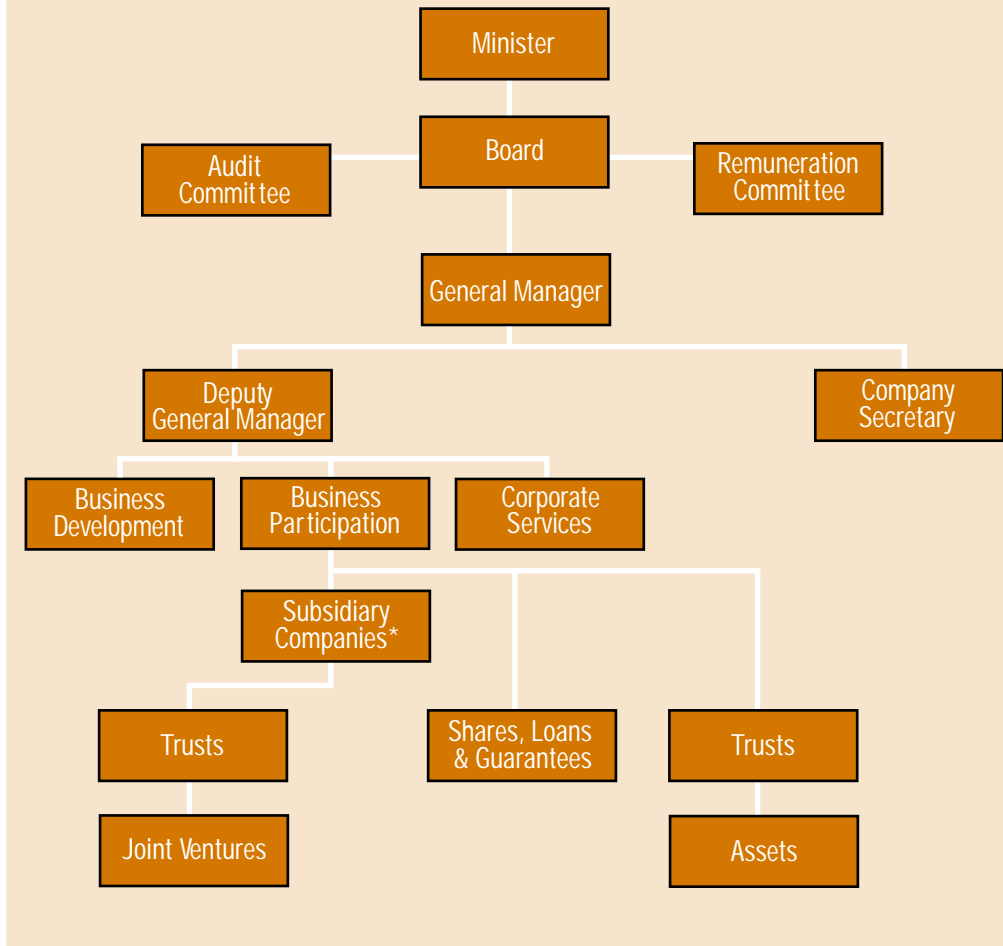 Minister
Board
Audit
Committee
Remuneration
Committee
General Manager
Deputy
General Manager
Company
Secretary
Business
Development
Business
Participation
Corporate
Services
Subsidiary
Companies*
Trusts
Shares, Loans
& Guarantees
Trusts
Joint Ventures
Assets